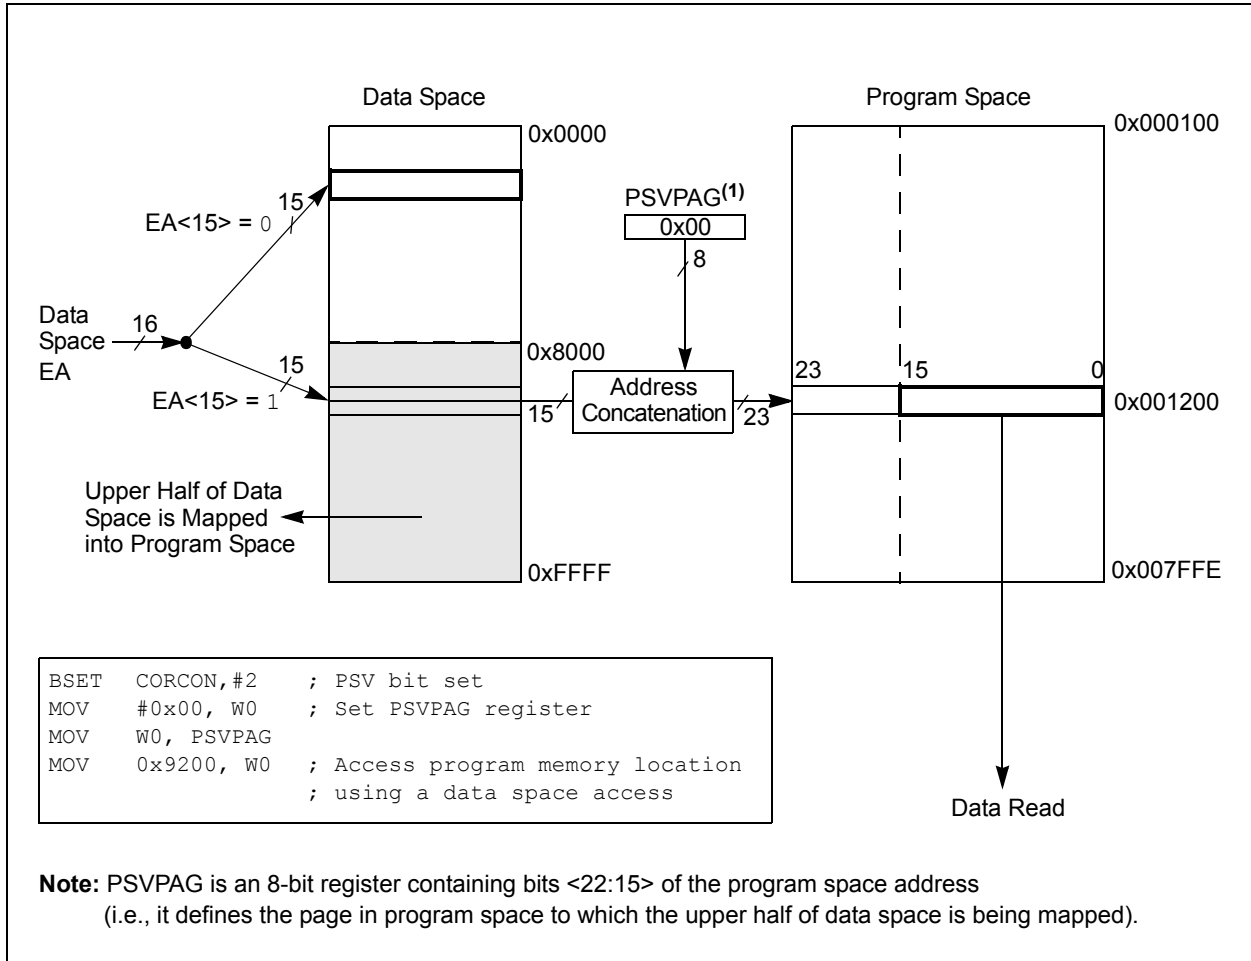 Data Space
Program Space
0x0000
0x000100
PSVPAG(1)
0x00
15
EA<15> = 0
8
Data
Space
EA
16
0x8000
15
EA<15> = 1
15
Address
Concatenation
23
23
15
0
0x001200
Upper Half of Data
Space is Mapped
into Program Space
0xFFFF
0x007FFE
BSET CORCON,#2 ; PSV bit set
MOV #0x00, W0 ; Set PSVPAG register
MOV W0, PSVPAG
MOV 0x9200, W0 ; Access program memory location
; using a data space access
Data Read
Note: PSVPAG is an 8-bit register containing bits <22:15> of the program space address
(i.e., it defines the page in program space to which the upper half of data space is being mapped).